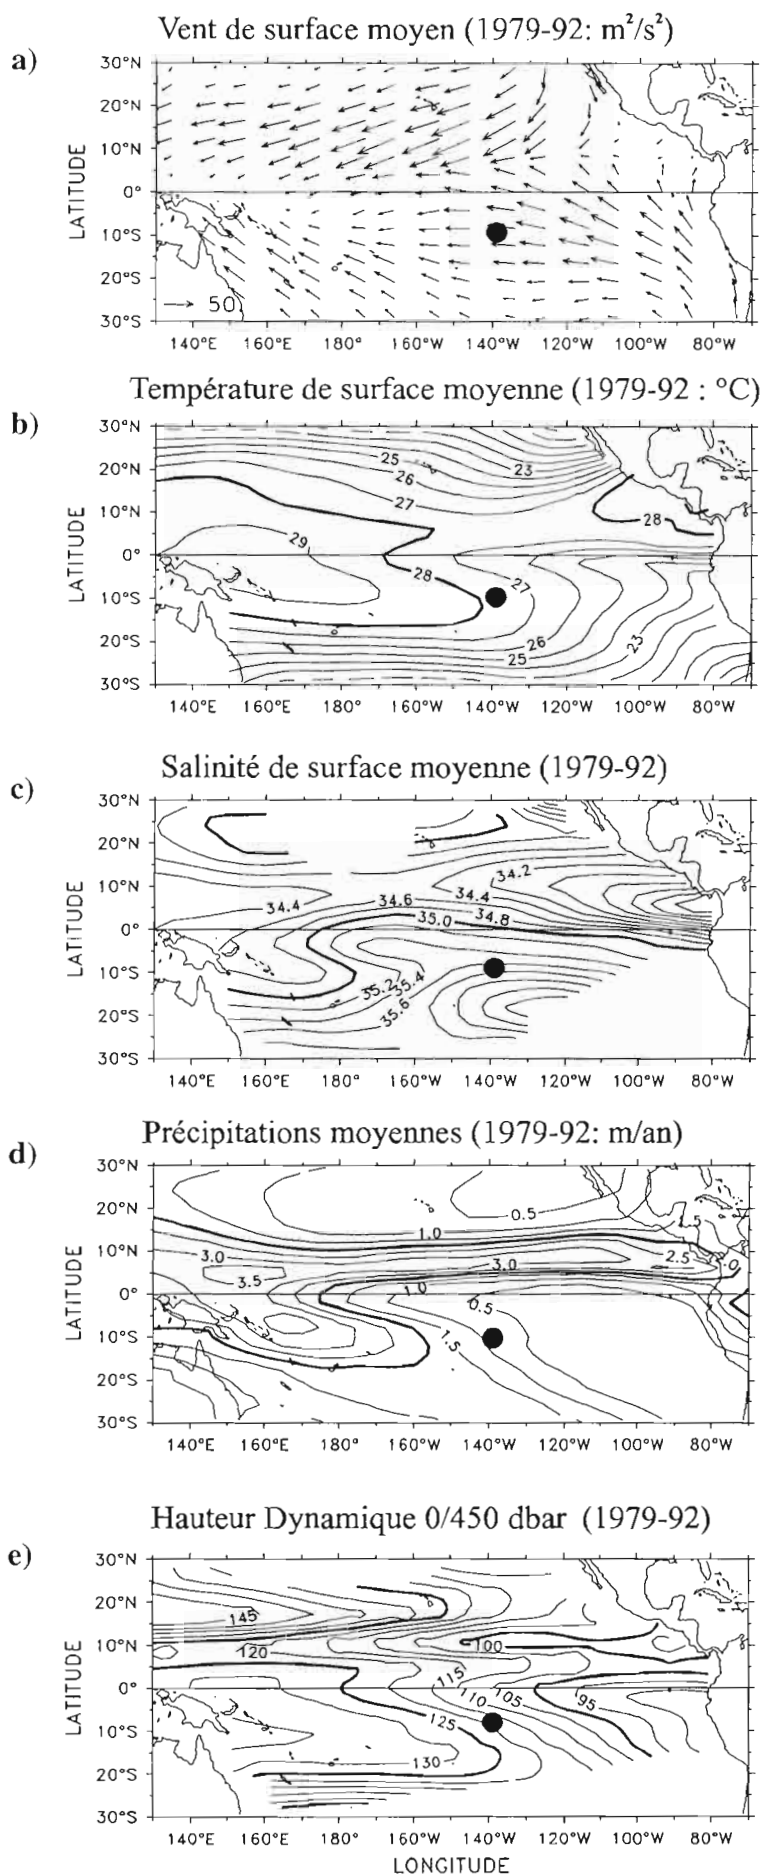 Vent de surface moyen (1979-92: m²/s²)
a)
30°N
20°N
10°N
0°
10°S
20°S
30°S
LATITUDE
50
140°E 160°E 180° 160°W 140°W 120°W 100°W 80°W
Température de surface moyenne (1979-92 : °C)
b)
30°N
20°N
10°N
0°
10°S
20°S
30°S
LATITUDE
25
26
27
23
28
29
28
27
26
25
23
140°E 160°E 180° 160°W 140°W 120°W 100°W 80°W
Salinité de surface moyenne (1979-92)
c)
30°N
20°N
10°N
0°
10°S
20°S
30°S
LATITUDE
34.2
34.4
34.6
34.4
35.0
34.8
35.2
35.4
35.6
140°E 160°E 180° 160°W 140°W 120°W 100°W 80°W
Précipitations moyennes (1979-92: m/an)
d)
30°N
20°N
10°N
0°
10°S
20°S
30°S
LATITUDE
0.5
1.5
1.0
3.0
2.5
3.0
3.5
1.0
0.5
1.5
140°E 160°E 180° 160°W 140°W 120°W 100°W 80°W
Hauteur Dynamique 0/450 dbar (1979-92)
e)
30°N
20°N
10°N
0°
10°S
20°S
30°S
LATITUDE
145
120
100
115
110
105
95
125
130
140°E 160°E 180° 160°W 140°W 120°W 100°W 80°W
LONGITUDE